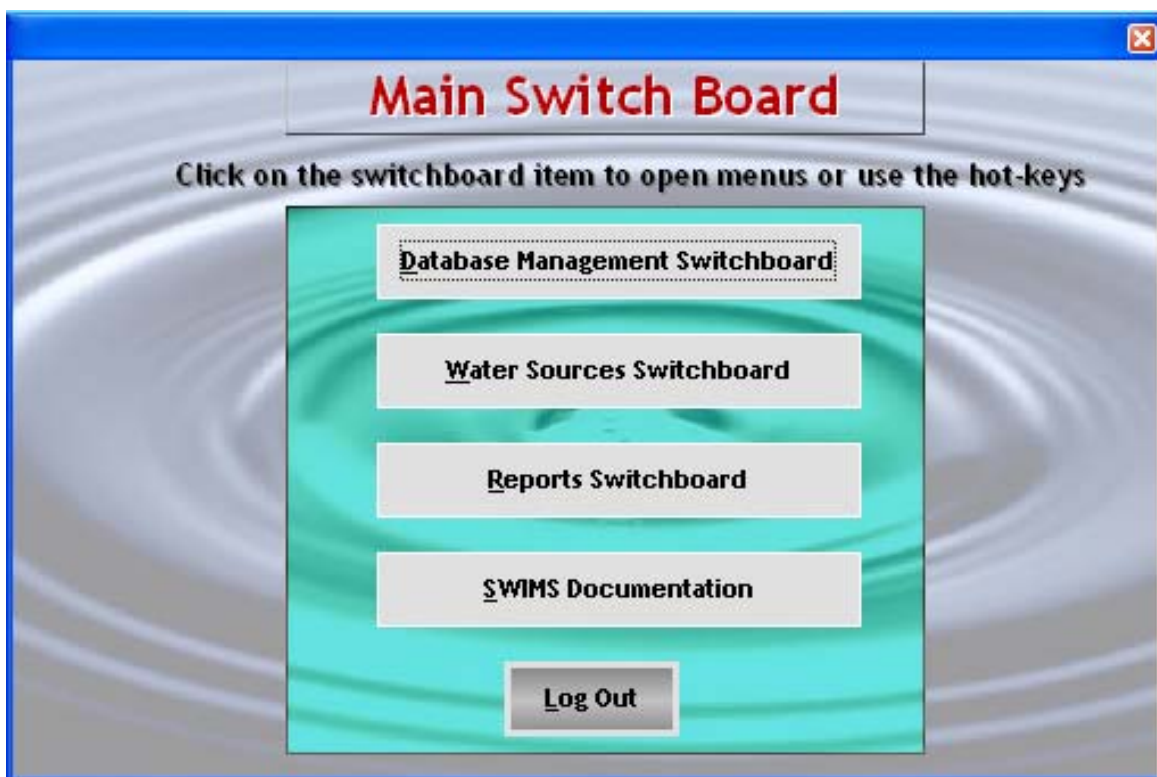 Main Switch Board
Click on the switchboard item to open menus or use the hot-keys
Database Management Switchboard
Water Sources Switchboard
Reports Switchboard
SWIMS Documentation
Log Out